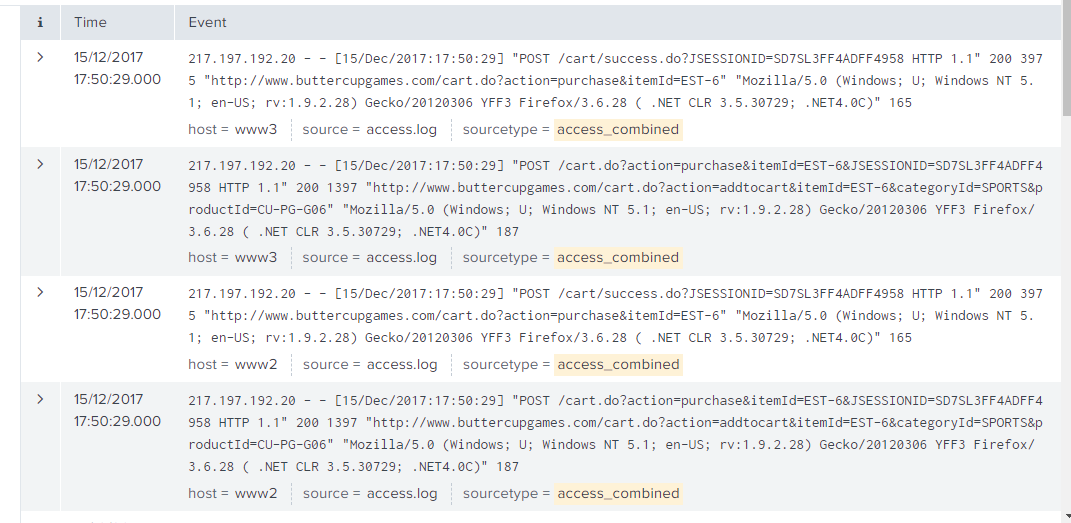 i Time Event
15/12/2017
17:50:29.000
217.197.192.20 - - [15/Dec/2017:17:50:29] "POST /cart/success.do?JSESSIONID=SD7SL3FF4ADFF4958 HTTP 1.1" 200 397
5 "http://www.buttercupgames.com/cart.do?action=purchase&itemId=EST-6" "Mozilla/5.0 (Windows; U; Windows NT 5.
1; en-US; rv:1.9.2.28) Gecko/20120306 YFF3 Firefox/3.6.28 ( .NET CLR 3.5.30729; .NET4.0C)" 165
host = www3 source = access.log sourcetype = access_combined
15/12/2017
17:50:29.000
217.197.192.20 - - [15/Dec/2017:17:50:29] "POST /cart.do?action=purchase&itemId=EST-6&JSESSIONID=SD7SL3FF4ADFF4
958 HTTP 1.1" 200 1397 "http://www.buttercupgames.com/cart.do?action=addtocart&itemId=EST-6&categoryId=SPORTS&p
roductId=CU-PG-G06" "Mozilla/5.0 (Windows; U; Windows NT 5.1; en-US; rv:1.9.2.28) Gecko/20120306 YFF3 Firefox/
3.6.28 ( .NET CLR 3.5.30729; .NET4.0C)" 187
host = www3 source = access.log sourcetype = access_combined
15/12/2017
17:50:29.000
217.197.192.20 - - [15/Dec/2017:17:50:29] "POST /cart/success.do?JSESSIONID=SD7SL3FF4ADFF4958 HTTP 1.1" 200 397
5 "http://www.buttercupgames.com/cart.do?action=purchase&itemId=EST-6" "Mozilla/5.0 (Windows; U; Windows NT 5.
1; en-US; rv:1.9.2.28) Gecko/20120306 YFF3 Firefox/3.6.28 ( .NET CLR 3.5.30729; .NET4.0C)" 165
host = www2 source = access.log sourcetype = access_combined
15/12/2017
17:50:29.000
217.197.192.20 - - [15/Dec/2017:17:50:29] "POST /cart.do?action=purchase&itemId=EST-6&JSESSIONID=SD7SL3FF4ADFF4
958 HTTP 1.1" 200 1397 "http://www.buttercupgames.com/cart.do?action=addtocart&itemId=EST-6&categoryId=SPORTS&p
roductId=CU-PG-G06" "Mozilla/5.0 (Windows; U; Windows NT 5.1; en-US; rv:1.9.2.28) Gecko/20120306 YFF3 Firefox/
3.6.28 ( .NET CLR 3.5.30729; .NET4.0C)" 187
host = www2 source = access.log sourcetype = access_combined